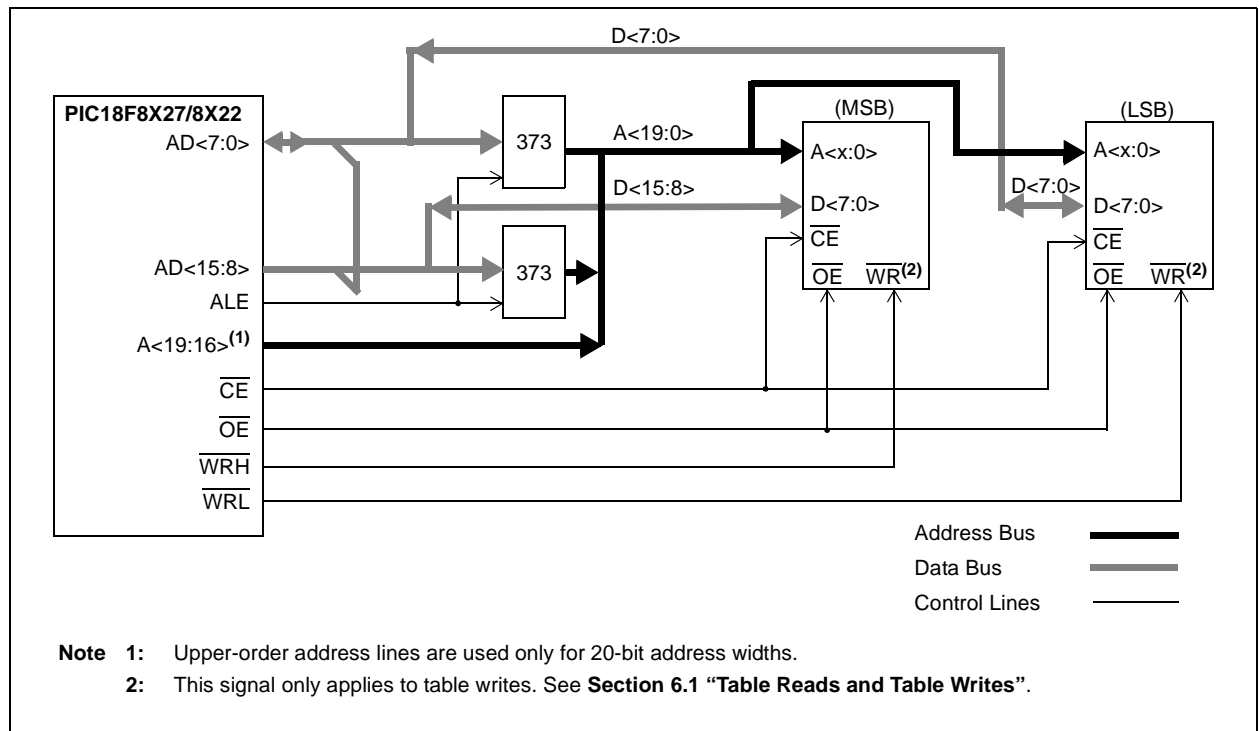 D<7:0>
PIC18F8X27/8X22
AD<7:0>
373
A<19:0>
(MSB)
A<x:0>
(LSB)
A<x:0>
D<15:8>
D<7:0>
D<7:0>
D<7:0>
CE
CE
AD<15:8>
373
OE WR(2)
OE WR(2)
ALE
A<19:16>(1)
CE
OE
WRH
WRL
Address Bus
Data Bus
Control Lines
Note 1: Upper-order address lines are used only for 20-bit address widths.
2: This signal only applies to table writes. See Section 6.1 “Table Reads and Table Writes”.